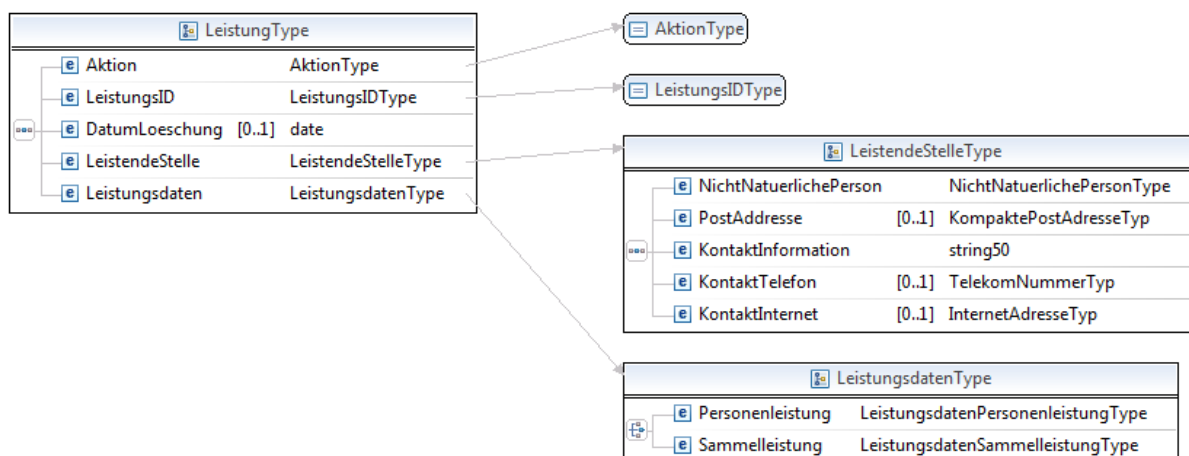 LeistungType
Aktion AktionType
LeistungsID LeistungsIDType
DatumLoeschung [0..1] date
LeistendeStelle LeistendeStelleType
Leistungsdaten LeistungsdatenType
AktionType
LeistungsIDType
LeistendeStelleType
NichtNatuerlichePerson NichtNatuerlichePersonType
PostAddresse [0..1] KompaktePostAdresseTyp
KontaktInformation string50
KontaktTelefon [0..1] TelekomNummerTyp
KontaktInternet [0..1] InternetAdresseTyp
LeistungsdatenType
Personenleistung LeistungsdatenPersonenleistungType
Sammelleistung LeistungsdatenSammelleistungType